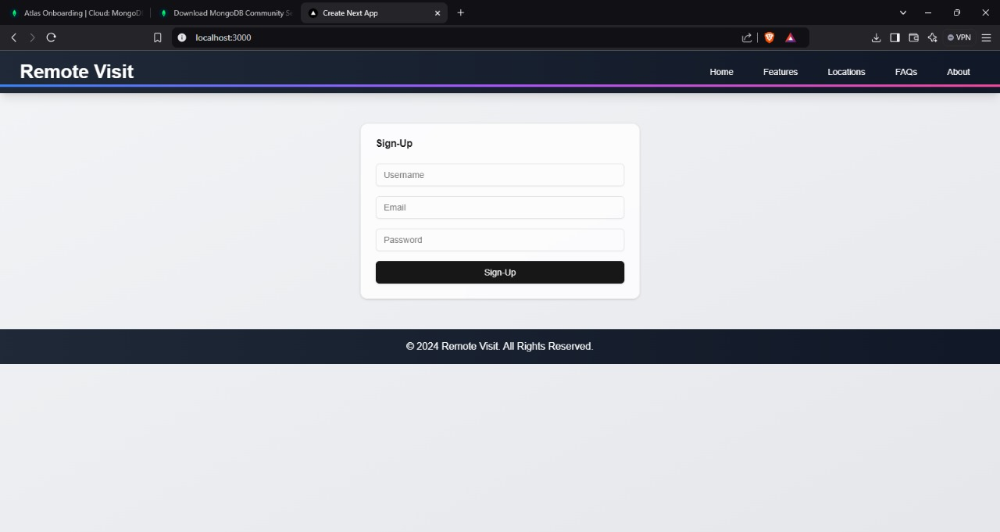 Atlas Onboarding | Cloud: MongoD
Download MongoDB Community Se
Create Next App
localhost:3000
VPN
Remote Visit
Home
Features
Locations
FAQs
About
Sign-Up
Username
Email
Password
Sign-Up
© 2024 Remote Visit. All Rights Reserved.